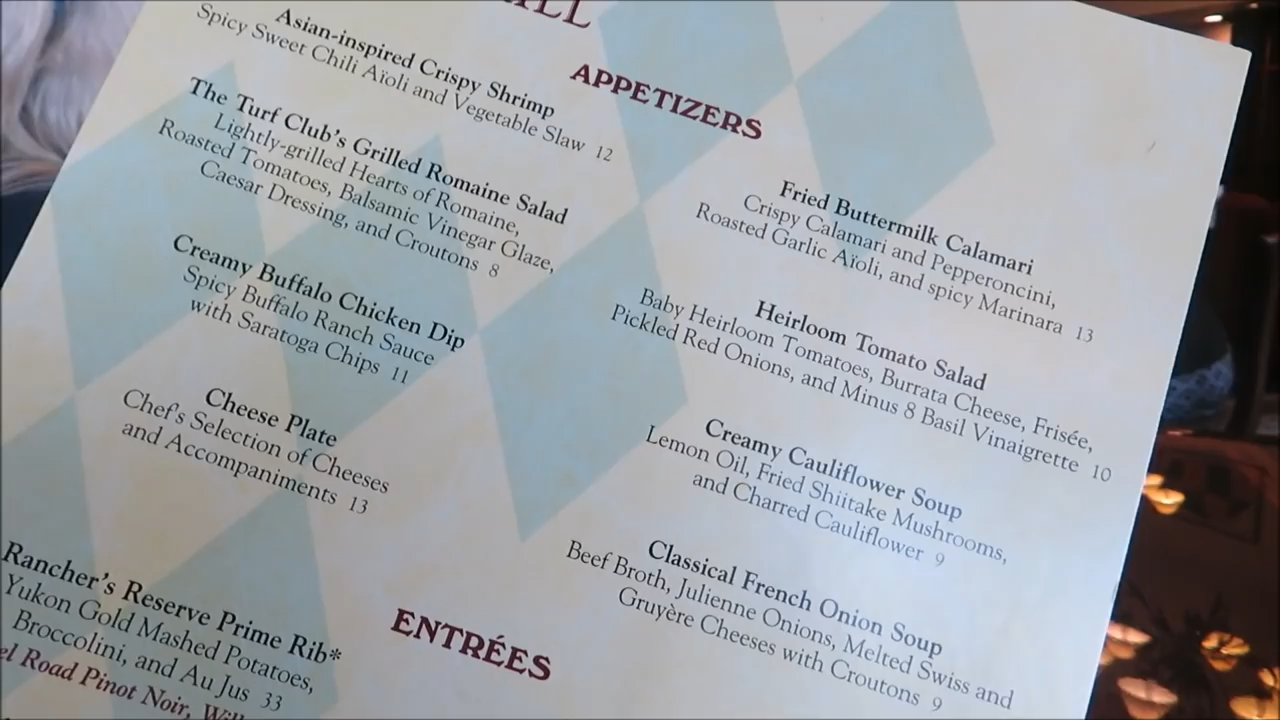 APPETIZERS
Asian-inspired Crispy Shrimp
Spicy Sweet Chili Aïoli and Vegetable Slaw 12
The Turf Club's Grilled Romaine Salad
Lightly-grilled Hearts of Romaine,
Roasted Tomatoes, Balsamic Vinegar Glaze,
Caesar Dressing, and Croutons 8
Creamy Buffalo Chicken Dip
Spicy Buffalo Ranch Sauce
with Saratoga Chips 11
Cheese Plate
Chef's Selection of Cheeses
and Accompaniments 13
Fried Buttermilk Calamari
Crispy Calamari and Pepperoncini,
Roasted Garlic Aïoli, and spicy Marinara 13
Heirloom Tomato Salad
Baby Heirloom Tomatoes, Burrata Cheese, Frisée,
Pickled Red Onions, and Minus 8 Basil Vinaigrette 10
Creamy Cauliflower Soup
Lemon Oil, Fried Shiitake Mushrooms,
and Charred Cauliflower 9
Classical French Onion Soup
Beef Broth, Julienne Onions, Melted Swiss and
Gruyère Cheeses with Croutons 9
ENTRÉES
Rancher's Reserve Prime Rib*
Yukon Gold Mashed Potatoes,
Broccolini, and Au Jus 33
Road Pinot Noir,